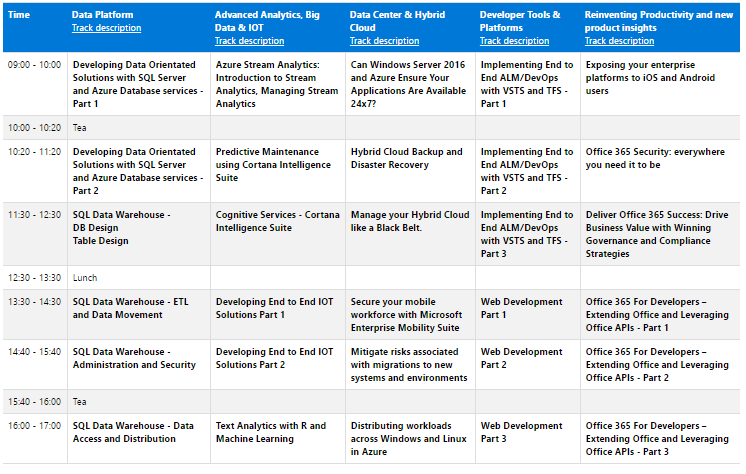 Time
Data Platform
Track description
Advanced Analytics, Big
Data & IOT
Track description
Data Center & Hybrid
Cloud
Track description
Developer Tools &
Platforms
Track description
Reinventing Productivity and new
product insights
Track description
09:00 - 10:00
Developing Data Orientated
Solutions with SQL Server
and Azure Database services -
Part 1
Azure Stream Analytics:
Introduction to Stream
Analytics, Managing Stream
Analytics
Can Windows Server 2016
and Azure Ensure Your
Applications Are Available
24x7?
Implementing End to
End ALM/DevOps
with VSTS and TFS -
Part 1
Exposing your enterprise
platforms to iOS and Android
users
10:00 - 10:20
Tea
10:20 - 11:20
Developing Data Orientated
Solutions with SQL Server
and Azure Database services -
Part 2
Predictive Maintenance
using Cortana Intelligence
Suite
Hybrid Cloud Backup and
Disaster Recovery
Implementing End to
End ALM/DevOps
with VSTS and TFS -
Part 2
Office 365 Security: everywhere
you need it to be
11:30 - 12:30
SQL Data Warehouse -
DB Design
Table Design
Cognitive Services - Cortana
Intelligence Suite
Manage your Hybrid Cloud
like a Black Belt.
Implementing End to
End ALM/DevOps
with VSTS and TFS -
Part 3
Deliver Office 365 Success: Drive
Business Value with Winning
Governance and Compliance
Strategies
12:30 - 13:30
Lunch
13:30 - 14:30
SQL Data Warehouse - ETL
and Data Movement
Developing End to End IOT
Solutions Part 1
Secure your mobile
workforce with Microsoft
Enterprise Mobility Suite
Web Development
Part 1
Office 365 For Developers –
Extending Office and Leveraging
Office APIs - Part 1
14:40 - 15:40
SQL Data Warehouse -
Administration and Security
Developing End to End IOT
Solutions Part 2
Mitigate risks associated
with migrations to new
systems and environments
Web Development
Part 2
Office 365 For Developers –
Extending Office and Leveraging
Office APIs - Part 2
15:40 - 16:00
Tea
16:00 - 17:00
SQL Data Warehouse - Data
Access and Distribution
Text Analytics with R and
Machine Learning
Distributing workloads
across Windows and Linux
in Azure
Web Development
Part 3
Office 365 For Developers –
Extending Office and Leveraging
Office APIs - Part 3